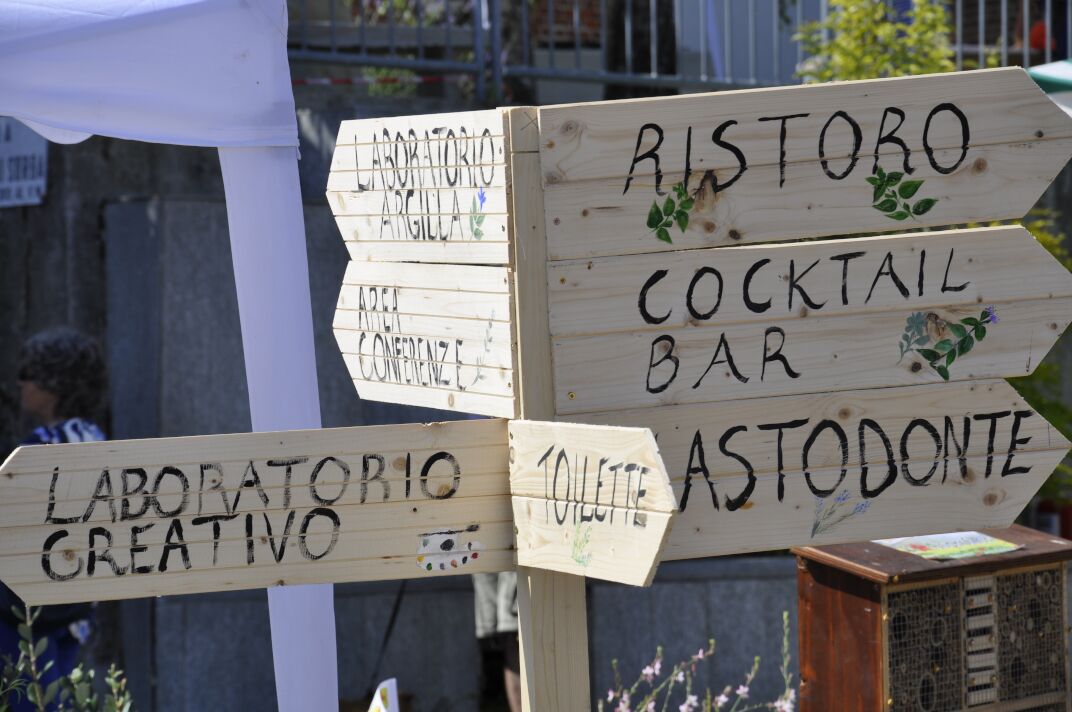 LABORATORIO
ARGILLA
RISTORO
AREA
CONFERENZE
COCKTAIL
BAR
LABORATORIO
CREATIVO
TOILETTE
ASTODONTE